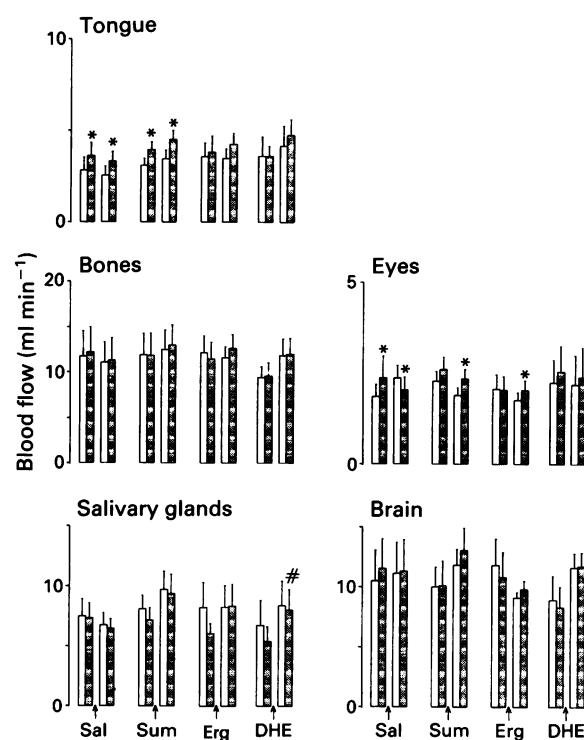 Tongue
10
* * * *
0
Blood flow (ml min⁻¹)
Bones
20
10
0
Eyes
5
* * * *
0
Salivary glands
10
#
0
Sal Sum Erg DHE
Brain
10
0
Sal Sum Erg DHE